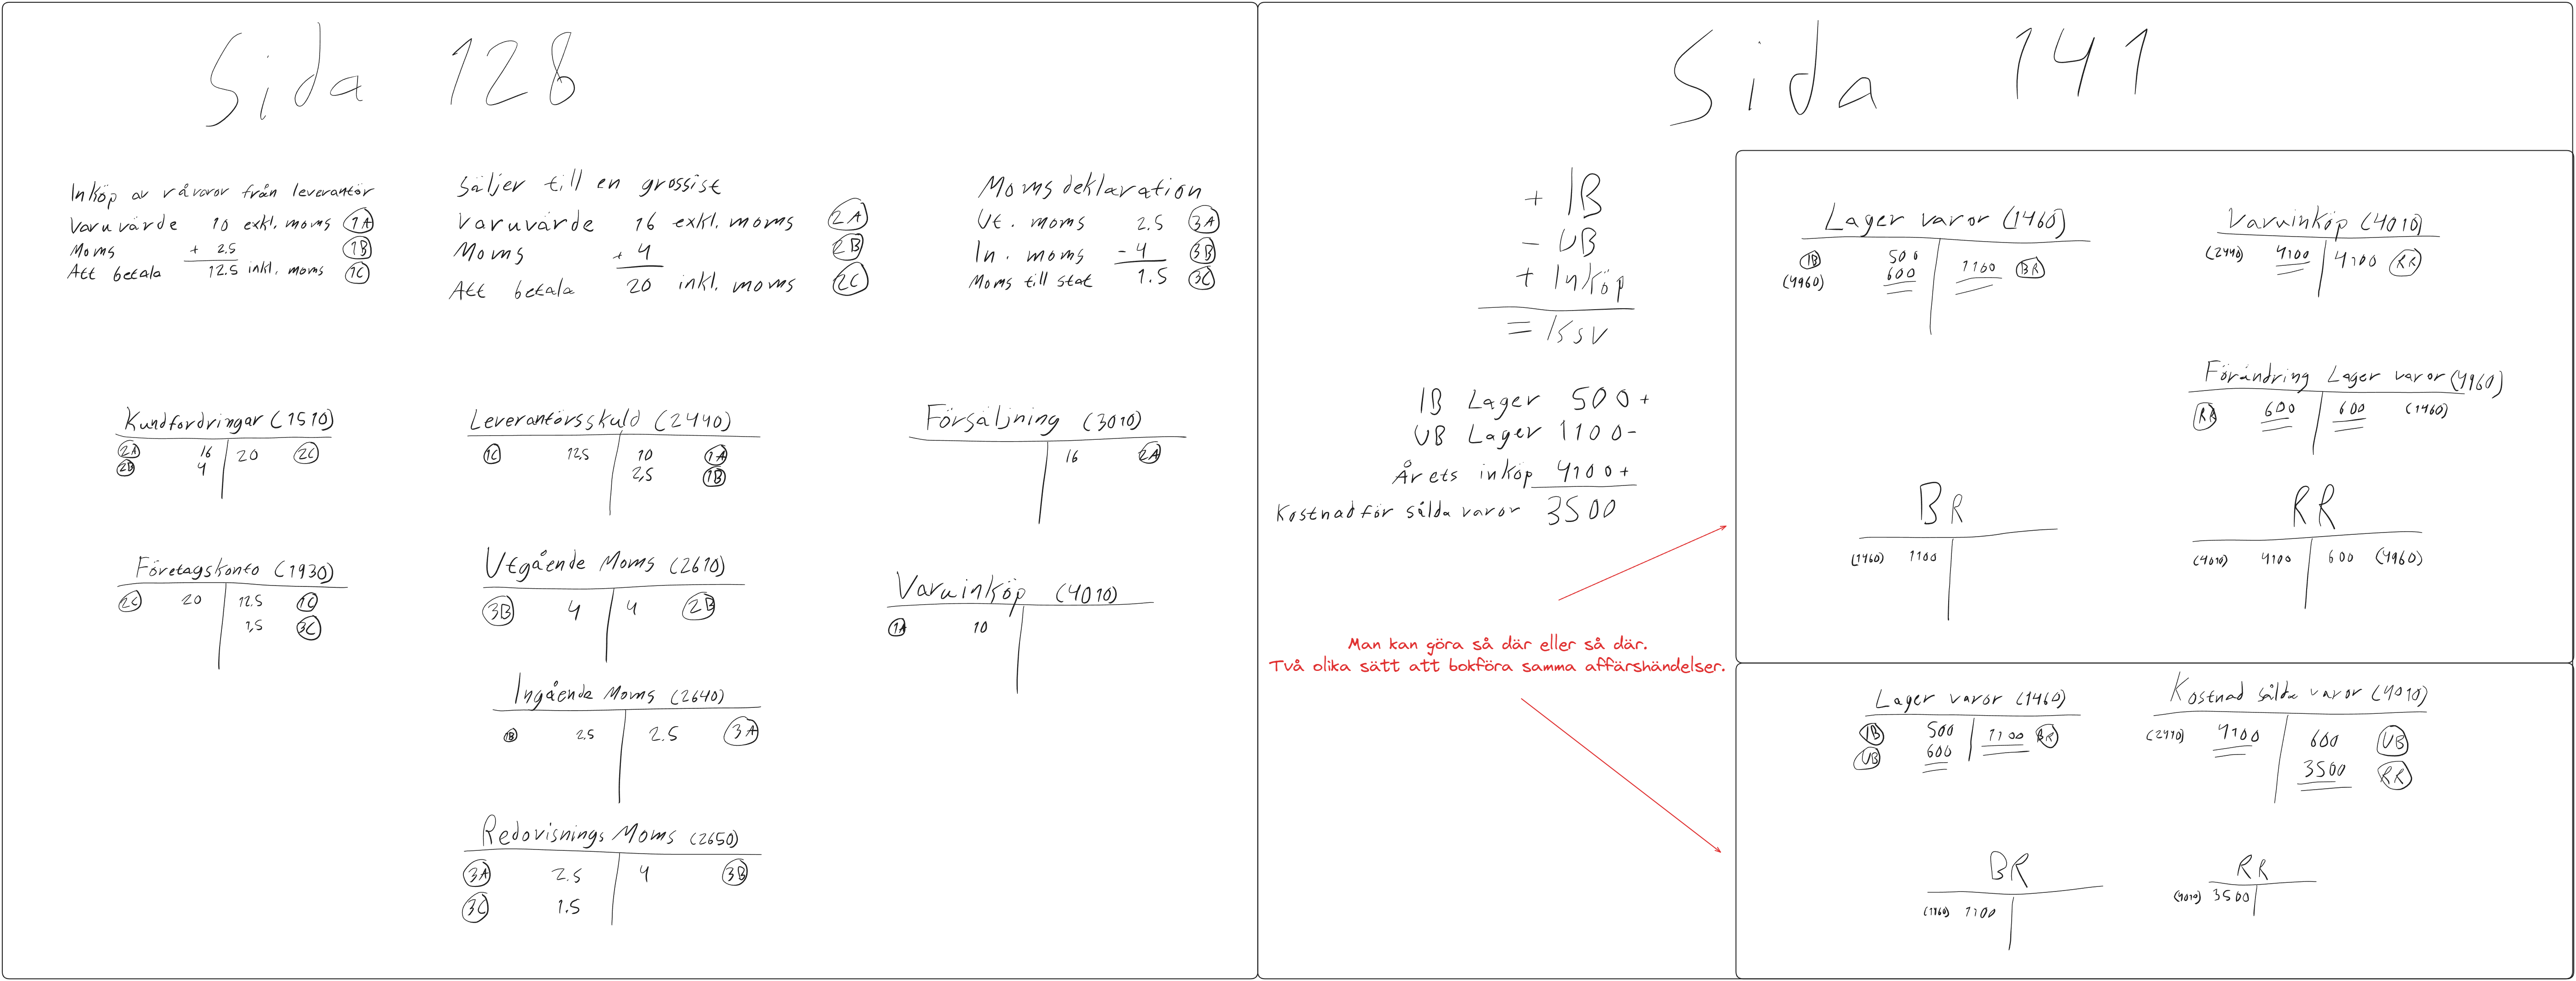 Sida 128
Inköp av råvaror från leverantör
Varuvärde 10 exkl. moms 1A
Moms + 2.5 1B
Att betala 12.5 inkl. moms 1C
Säljer till en grossist
Varuvärde 16 exkl. moms 2A
Moms + 4 2B
Att betala 20 inkl. moms 2C
Momsdeklaration
Ut. moms 2.5 3A
In. moms - 4 3B
Moms till stat 1.5 3C
Kundfordringar (1510)
2A 16 20 2C
2B 4
Leverantörsskuld (2440)
1C 12,5 10 1A
2,5 1B
Försäljning (3010)
16 2A
Företagskonto (1930)
2C 20 12.5 1C
1,5 3C
Utgående Moms (2610)
3B 4 4 2B
Varuinköp (4010)
1A 10
Ingående Moms (2640)
1B 2.5 2.5 3A
Redovisnings Moms (2650)
3A 2.5 4 3B
3C 1.5
Sida 141
+ IB
- UB
+ Inköp
= KSV
IB Lager 500+
UB Lager 1100-
Årets inköp 4100+
Kostnad för sålda varor 3500
Man kan göra så där eller så där.
Två olika sätt att bokföra samma affärshändelser.
Lager varor (1460)
IB 500 1100 BR
(4960) 600
Varuinköp (4010)
(2440) 4100 4100 RR
Förändring Lager varor (4960)
RR 600 600 (1460)
BR
(1460) 1100
RR
(4010) 4100 600 (4960)
Lager varor (1460)
IB 500 1100 BR
UB 600
Kostnad sålda varor (4010)
(2440) 4100 600 UB
3500 RR
BR
(1460) 1100
RR
(4010) 3500